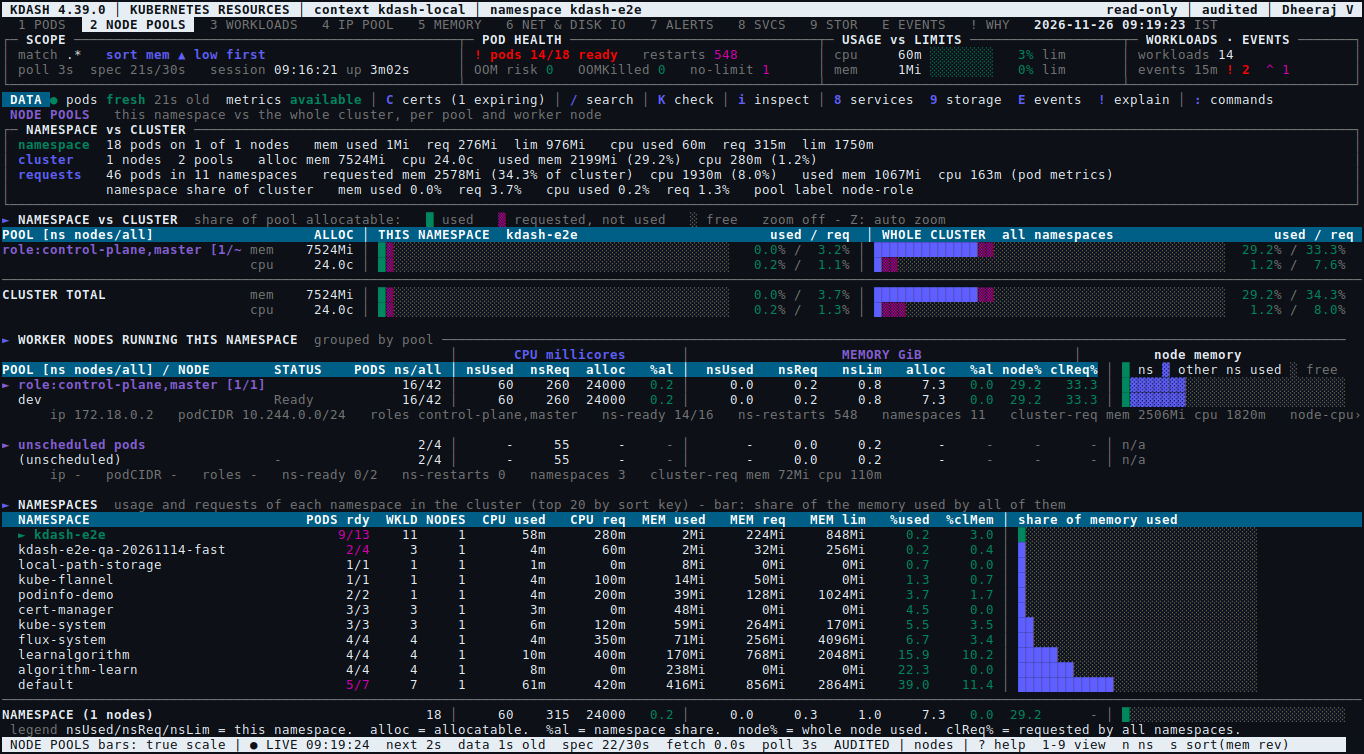 KDASH 4.39.0 │ KUBERNETES RESOURCES│ context kdash-local │ namespace kdash-e2e read-only │ audited │ Dheeraj V
1 PODS 2 NODE POOLS 3 WORKLOADS 4 IP POOL 5 MEMORY 6 NET & DISK IO 7 ALERTS 8 SVCS 9 STOR E EVENTS ! WHY 2026-11-26 09:19:23 IST
SCOPE POD HEALTH USAGE vs LIMITS WORKLOADS · EVENTS
match .* sort mem ▲ low first │ ! pods 14/18 ready restarts 548 │ cpu 60m 3% lim │ workloads 14
poll 3s spec 21s/30s session 09:16:21 up 3m02s │ OOM risk 0 OOMKilled 0 no-limit 1 │ mem 1Mi 0% lim │ events 15m ! 2 ^ 1
DATA ● pods fresh 21s old metrics available │ C certs (1 expiring) │ / search │ K check │ i inspect │ 8 services 9 storage E events ! explain │ : commands
NODE POOLS this namespace vs the whole cluster, per pool and worker node
NAMESPACE vs CLUSTER
namespace 18 pods on 1 of 1 nodes mem used 1Mi req 276Mi lim 976Mi cpu used 60m req 315m lim 1750m
cluster 1 nodes 2 pools alloc mem 7524Mi cpu 24.0c used mem 2199Mi (29.2%) cpu 280m (1.2%)
requests 46 pods in 11 namespaces requested mem 2578Mi (34.3% of cluster) cpu 1930m (8.0%) used mem 1067Mi cpu 163m (pod metrics)
namespace share of cluster mem used 0.0% req 3.7% cpu used 0.2% req 1.3% pool label node-role
► NAMESPACE vs CLUSTER share of pool allocatable: used requested, not used free zoom off - Z: auto zoom
POOL [ns nodes/all] ALLOC │ THIS NAMESPACE kdash-e2e used / req │ WHOLE CLUSTER all namespaces used / req
role:control-plane,master [1/~ mem 7524Mi │ 0.0% / 3.2% │ 29.2% / 33.3%
cpu 24.0c │ 0.2% / 1.1% │ 1.2% / 7.6%
CLUSTER TOTAL mem 7524Mi │ 0.0% / 3.7% │ 29.2% / 34.3%
cpu 24.0c │ 0.2% / 1.3% │ 1.2% / 8.0%
► WORKER NODES RUNNING THIS NAMESPACE grouped by pool
│ CPU millicores │ MEMORY GiB │ node memory
POOL [ns nodes/all] / NODE STATUS PODS ns/all │ nsUsed nsReq alloc %al │ nsUsed nsReq nsLim alloc %al node% clReq% │ ns other ns used free
► role:control-plane,master [1/1] 16/42 │ 60 260 24000 0.2 │ 0.0 0.2 0.8 7.3 0.0 29.2 33.3 │
dev Ready 16/42 │ 60 260 24000 0.2 │ 0.0 0.2 0.8 7.3 0.0 29.2 33.3 │
ip 172.18.0.2 podCIDR 10.244.0.0/24 roles control-plane,master ns-ready 14/16 ns-restarts 548 namespaces 11 cluster-req mem 2506Mi cpu 1820m node-cpu›
► unscheduled pods 2/4 │ - 55 - - │ - 0.0 0.2 - - - - │ n/a
(unscheduled) - 2/4 │ - 55 - - │ - 0.0 0.2 - - - - │ n/a
ip - podCIDR - roles - ns-ready 0/2 ns-restarts 0 namespaces 3 cluster-req mem 72Mi cpu 110m
► NAMESPACES usage and requests of each namespace in the cluster (top 20 by sort key) - bar: share of the memory used by all of them
NAMESPACE PODS rdy WKLD NODES CPU used CPU req MEM used MEM req MEM lim %used %clMem │ share of memory used
► kdash-e2e 9/13 11 1 58m 280m 2Mi 224Mi 848Mi 0.2 3.0 │
kdash-e2e-qa-20261114-fast 2/4 3 1 4m 60m 2Mi 32Mi 256Mi 0.2 0.4 │
local-path-storage 1/1 1 1 1m 0m 8Mi 0Mi 0Mi 0.7 0.0 │
kube-flannel 1/1 1 1 4m 100m 14Mi 50Mi 0Mi 1.3 0.7 │
podinfo-demo 2/2 1 1 4m 200m 39Mi 128Mi 1024Mi 3.7 1.7 │
cert-manager 3/3 3 1 3m 0m 48Mi 0Mi 0Mi 4.5 0.0 │
kube-system 3/3 3 1 6m 120m 59Mi 264Mi 170Mi 5.5 3.5 │
flux-system 4/4 4 1 4m 350m 71Mi 256Mi 4096Mi 6.7 3.4 │
learnalgorithm 4/4 4 1 10m 400m 170Mi 768Mi 2048Mi 15.9 10.2 │
algorithm-learn 4/4 4 1 8m 0m 238Mi 0Mi 0Mi 22.3 0.0 │
default 5/7 7 1 61m 420m 416Mi 856Mi 2864Mi 39.0 11.4 │
NAMESPACE (1 nodes) 18 │ 60 315 24000 0.2 │ 0.0 0.3 1.0 7.3 0.0 29.2 - │
legend nsUsed/nsReq/nsLim = this namespace. alloc = allocatable. %al = namespace share. node% = whole node used. clReq% = requested by all namespaces.
NODE POOLS bars: true scale │ ● LIVE 09:19:24 next 2s data 1s old spec 22/30s fetch 0.0s poll 3s AUDITED │ nodes │ ? help 1-9 view n ns s sort(mem rev)